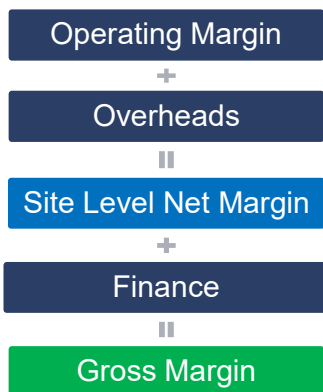 Operating Margin
+
Overheads
=
Site Level Net Margin
+
Finance
=
Gross Margin